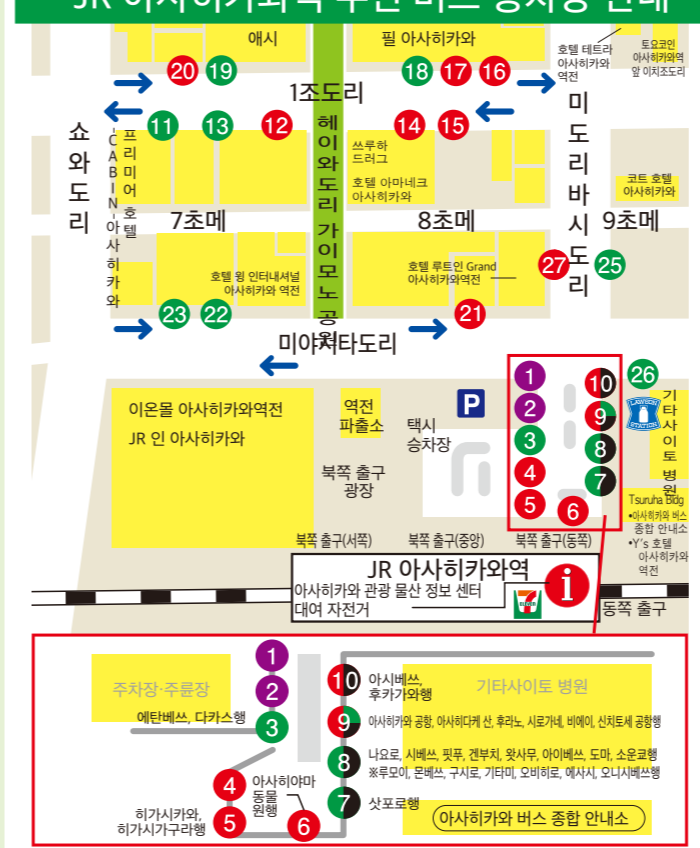 JR 아사히카와역 주변 버스 승차장 안내
애시
필 아사히카와
호텔 테트라
아사히카와
역전
토요코인
아사히카와역
앞 이치조도리
20
19
18
17
16
1조도리
11
13
12
14
15
쇼와도리
프리미어 호텔
-CABIN-아사히카와
헤이와도리 가이모노 공원
쓰루하
드러그
호텔 아마네크
아사히카와
미도리바시도리
코트 호텔
아사히카와
7초메
8초메
9초메
호텔 윙 인터내셔널
아사히카와 역전
호텔 루트인 Grand
아사히카와역전
27
25
23
22
21
미야시타도리
이온몰 아사히카와역전
JR 인 아사히카와
역전
파출소
P
택시
승차장
북쪽 출구
광장
1
2
3
4
5
6
10
9
8
7
26
LAWSON
STATION
기타사이토 병원
Tsuruha Bldg
•아사히카와 버스
종합 안내소
•Y's 호텔
아사히카와
역전
북쪽 출구(서쪽)
북쪽 출구(중앙)
북쪽 출구(동쪽)
JR 아사히카와역
아사히카와 관광 물산 정보 센터
대여 자전거
i
동쪽 출구
주차장·주륜장
에탄베쓰, 다카스행
1
2
3
4
5
6
히가시카와,
히가시가구라행
아사히야마
동물
원행
10
아시베쓰,
후카가와행
기타사이토 병원
9
아사히카와 공항, 아사히다케 산, 후라노, 시로가네, 비에이, 신치토세 공항행
8
나요로, 시베쓰, 핏푸, 겐부치, 왓사무, 아이베쓰, 도마, 소운쿄행
※루모이, 몬베쓰, 구시로, 기타미, 오비히로, 에사시, 오니시베쓰행
7
삿포로행
아사히카와 버스 종합 안내소